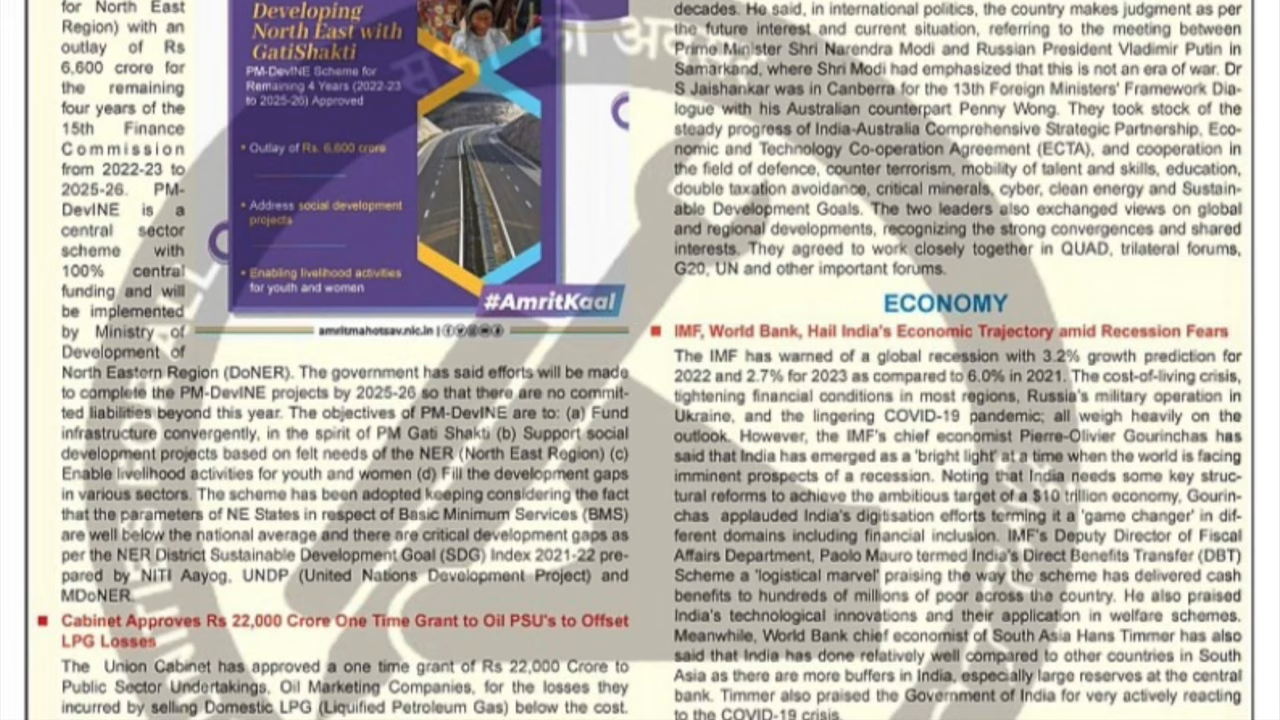 for North East
Region) with an
outlay of Rs
6,600 crore for
the remaining
four years of the
15th Finance
Commission
from 2022-23 to
2025-26. PM-
DevINE is a
central sector
scheme with
100% central
funding and will
be implemented
by Ministry of
Development of
Developing
North East with
GatiShakti
PM-DevINE Scheme for
Remaining 4 Years (2022-23
to 2025-26) Approved
• Outlay of Rs. 6,600 crore
• Address social development
projects
• Enabling livelihood activities
for youth and women
#AmritKaal
amritmahotsav.nic.in |
North Eastern Region (DoNER). The government has said efforts will be made
to complete the PM-DevINE projects by 2025-26 so that there are no commit-
ted liabilities beyond this year. The objectives of PM-DevINE are to: (a) Fund
infrastructure convergently, in the spirit of PM Gati Shakti (b) Support social
development projects based on felt needs of the NER (North East Region) (c)
Enable livelihood activities for youth and women (d) Fill the development gaps
in various sectors. The scheme has been adopted keeping considering the fact
that the parameters of NE States in respect of Basic Minimum Services (BMS)
are well below the national average and there are critical development gaps as
per the NER District Sustainable Development Goal (SDG) Index 2021-22 pre-
pared by NITI Aayog, UNDP (United Nations Development Project) and
MDoNER.
■ Cabinet Approves Rs 22,000 Crore One Time Grant to Oil PSU's to Offset
LPG Losses
The Union Cabinet has approved a one time grant of Rs 22,000 Crore to
Public Sector Undertakings, Oil Marketing Companies, for the losses they
incurred by selling Domestic LPG (Liquified Petroleum Gas) below the cost.
decades. He said, in international politics, the country makes judgment as per
the future interest and current situation, referring to the meeting between
Prime Minister Shri Narendra Modi and Russian President Vladimir Putin in
Samarkand, where Shri Modi had emphasized that this is not an era of war. Dr
S Jaishankar was in Canberra for the 13th Foreign Ministers' Framework Dia-
logue with his Australian counterpart Penny Wong. They took stock of the
steady progress of India-Australia Comprehensive Strategic Partnership, Eco-
nomic and Technology Co-operation Agreement (ECTA), and cooperation in
the field of defence, counter terrorism, mobility of talent and skills, education,
double taxation avoidance, critical minerals, cyber, clean energy and Sustain-
able Development Goals. The two leaders also exchanged views on global
and regional developments, recognizing the strong convergences and shared
interests. They agreed to work closely together in QUAD, trilateral forums,
G20, UN and other important forums.
ECONOMY
■ IMF, World Bank, Hail India's Economic Trajectory amid Recession Fears
The IMF has warned of a global recession with 3.2% growth prediction for
2022 and 2.7% for 2023 as compared to 6.0% in 2021. The cost-of-living crisis,
tightening financial conditions in most regions, Russia's military operation in
Ukraine, and the lingering COVID-19 pandemic; all weigh heavily on the
outlook. However, the IMF's chief economist Pierre-Olivier Gourinchas has
said that India has emerged as a 'bright light' at a time when the world is facing
imminent prospects of a recession. Noting that India needs some key struc-
tural reforms to achieve the ambitious target of a $10 trillion economy, Gourin-
chas applauded India's digitisation efforts terming it a 'game changer' in dif-
ferent domains including financial inclusion. IMF's Deputy Director of Fiscal
Affairs Department, Paolo Mauro termed India's Direct Benefits Transfer (DBT)
Scheme a 'logistical marvel' praising the way the scheme has delivered cash
benefits to hundreds of millions of poor across the country. He also praised
India's technological innovations and their application in welfare schemes.
Meanwhile, World Bank chief economist of South Asia Hans Timmer has also
said that India has done relatively well compared to other countries in South
Asia as there are more buffers in India, especially large reserves at the central
bank. Timmer also praised the Government of India for very actively reacting
to the COVID-19 crisis.